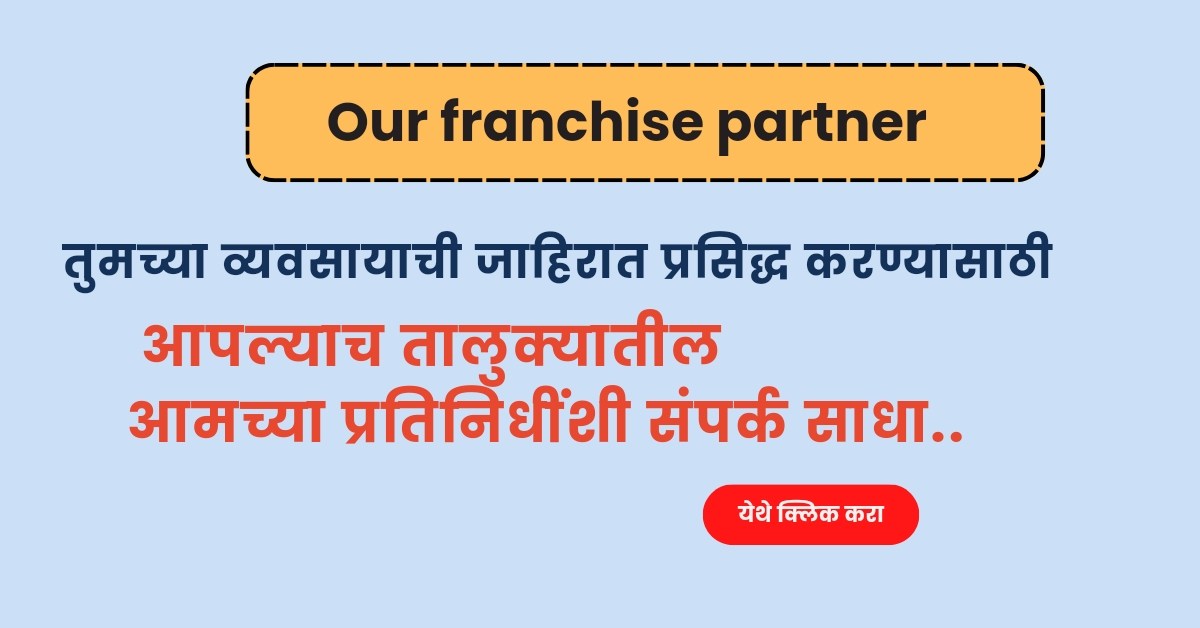 Our franchise partner
तुमच्या व्यवसायाची जाहिरात प्रसिद्ध करण्यासाठी
आपल्याच तालुक्यातील
आमच्या प्रतिनिधींशी संपर्क साधा..
येथे क्लिक करा